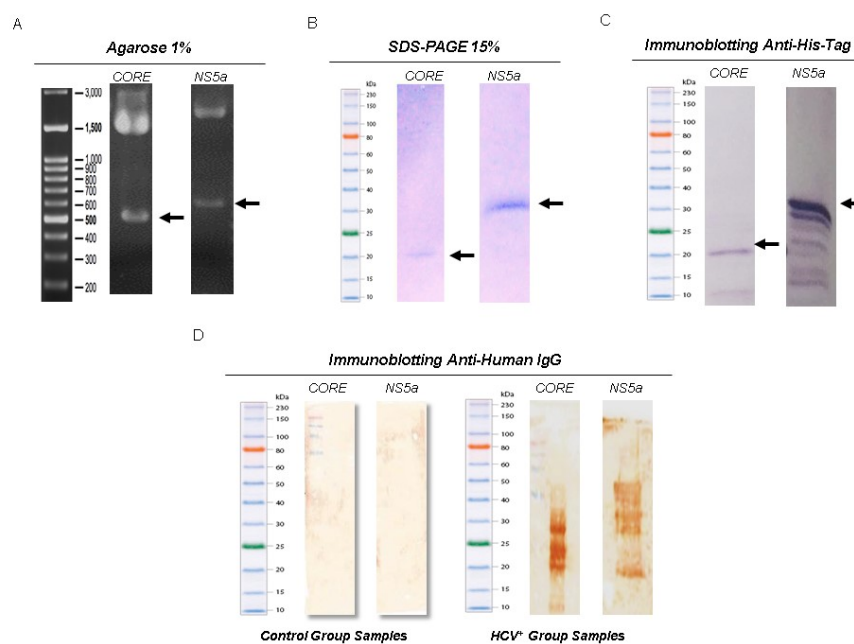 A
Agarose 1%
CORE
NS5a
3,000
1,500
1,000
900
800
700
600
500
400
300
200
B
SDS-PAGE 15%
CORE
NS5a
kDa
230
150
100
80
60
50
40
30
25
20
15
10
C
Immunoblotting Anti-His-Tag
CORE
NS5a
kDa
230
150
100
80
60
50
40
30
25
20
15
10
D
Immunoblotting Anti-Human IgG
CORE
NS5a
kDa
230
150
100
80
60
50
40
30
25
20
15
10
Control Group Samples
CORE
NS5a
kDa
230
150
100
80
60
50
40
30
25
20
15
10
HCV⁺ Group Samples